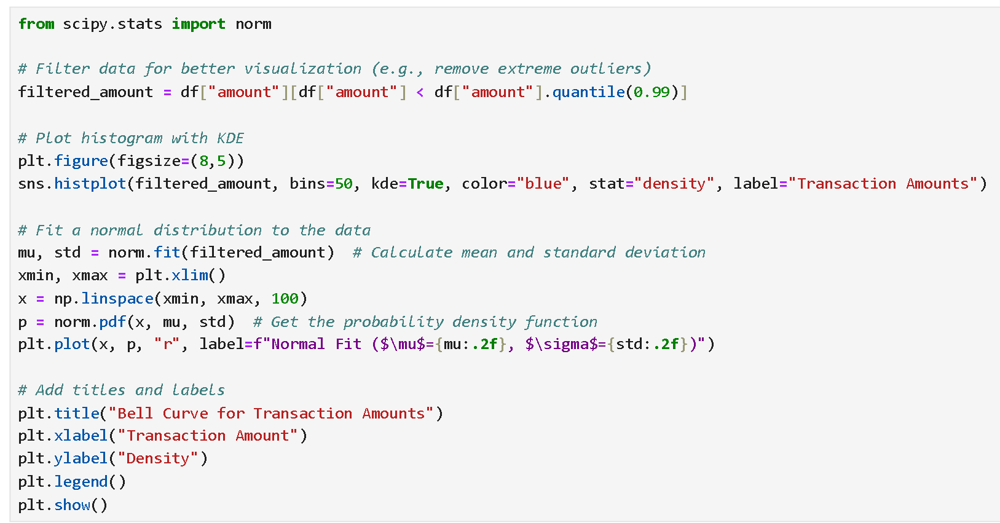 from scipy.stats import norm
# Filter data for better visualization (e.g., remove extreme outliers)
filtered_amount = df["amount"][df["amount"] < df["amount"].quantile(0.99)]
# Plot histogram with KDE
plt.figure(figsize=(8,5))
sns.histplot(filtered_amount, bins=50, kde=True, color="blue", stat="density", label="Transaction Amounts")
# Fit a normal distribution to the data
mu, std = norm.fit(filtered_amount)  # Calculate mean and standard deviation
xmin, xmax = plt.xlim()
x = np.linspace(xmin, xmax, 100)
p = norm.pdf(x, mu, std)  # Get the probability density function
plt.plot(x, p, "r", label=f"Normal Fit ($\mu$={mu:.2f}, $\sigma$={std:.2f})")
# Add titles and labels
plt.title("Bell Curve for Transaction Amounts")
plt.xlabel("Transaction Amount")
plt.ylabel("Density")
plt.legend()
plt.show()